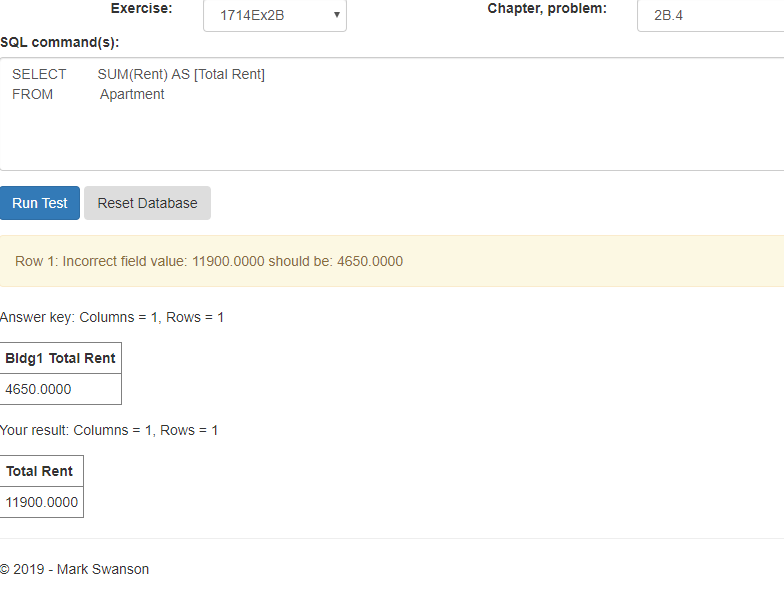 Exercise: 1714Ex2B Chapter, problem: 2B.4
SQL command(s):
SELECT SUM(Rent) AS [Total Rent]
FROM Apartment
Run Test Reset Database
Row 1: Incorrect field value: 11900.0000 should be: 4650.0000
Answer key: Columns = 1, Rows = 1
Bldg1 Total Rent
4650.0000
Your result: Columns = 1, Rows = 1
Total Rent
11900.0000
© 2019 - Mark Swanson